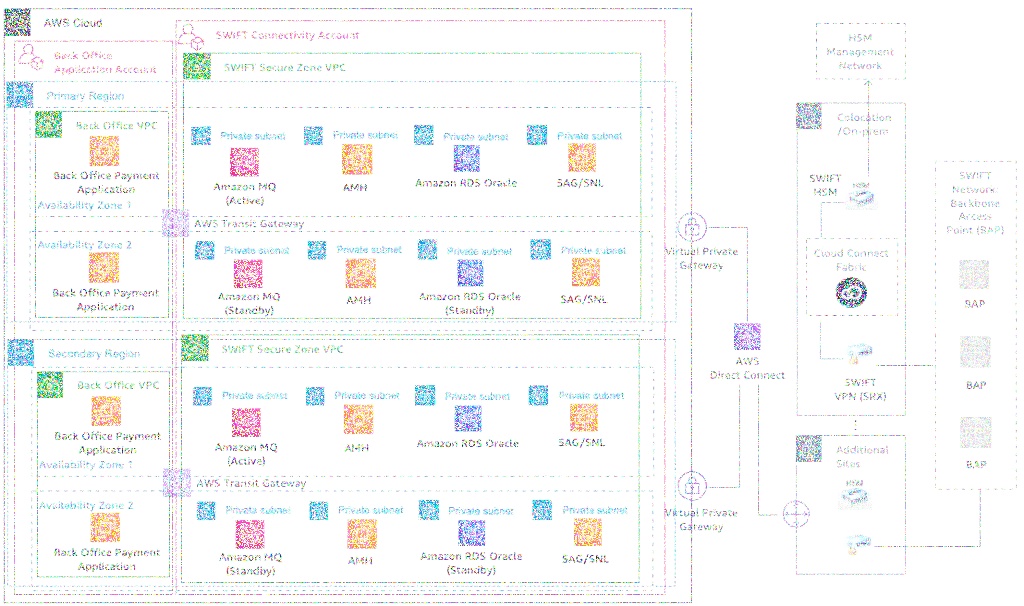 AWS Cloud
SWIFT Connectivity Account
Back Office
Application Account
SWIFT Secure Zone VPC
Primary Region
Back Office VPC
Back Office Payment
Application
Availability Zone 1
Private subnet
Private subnet
Private subnet
Private subnet
Amazon MQ
(Active)
AMH
Amazon RDS Oracle
SAG/SNL
AWS Transit Gateway
Availability Zone 2
Back Office Payment
Application
Private subnet
Private subnet
Private subnet
Private subnet
Amazon MQ
(Standby)
AMH
Amazon RDS Oracle
(Standby)
SAG/SNL
Secondary Region
SWIFT Secure Zone VPC
Back Office VPC
Back Office Payment
Application
Availability Zone 1
Private subnet
Private subnet
Private subnet
Private subnet
Amazon MQ
(Active)
AMH
Amazon RDS Oracle
SAG/SNL
AWS Transit Gateway
Availability Zone 2
Back Office Payment
Application
Private subnet
Private subnet
Private subnet
Private subnet
Amazon MQ
(Standby)
AMH
Amazon RDS Oracle
(Standby)
SAG/SNL
Virtual Private
Gateway
AWS
Direct Connect
Virtual Private
Gateway
HSM
Management
Network
Colocation
/On-prem
SWIFT
HSM
HSM
Cloud Connect
Fabric
SWIFT
VPN (SRX)
Additional
Sites
HSM
SWIFT
Network
Backbone
Access
Point (BAP)
BAP
BAP
BAP